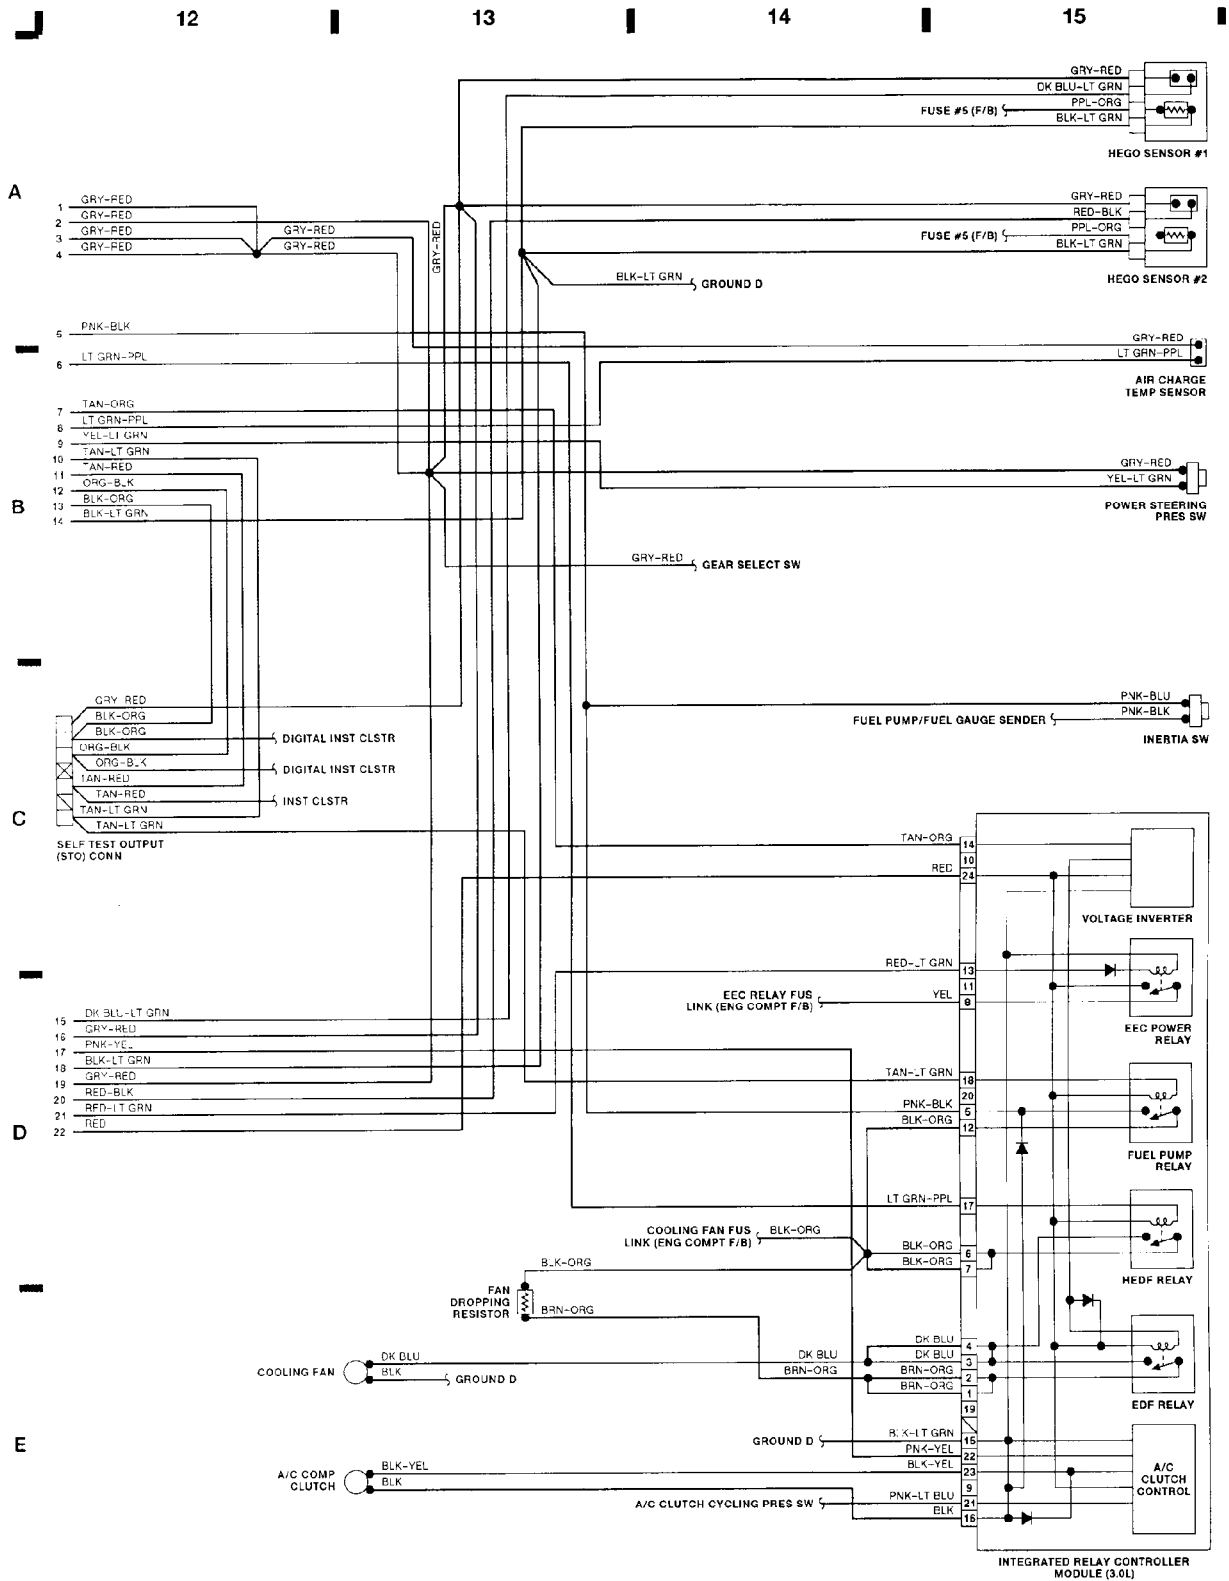 12 13 14 15
GRY-RED
DK BLU-LT GRN
PPL-ORG
FUSE #5 (F/B)
BLK-LT GRN
HEGO SENSOR #1
A
GRY-RED
1 GRY-RED
RED-BLK
2 GRY-RED
PPL-ORG
3 GRY-RED GRY-RED
FUSE #5 (F/B)
BLK-LT GRN
4 GRY-RED GRY-RED
GRY-RED
HEGO SENSOR #2
BLK-LT GRN GROUND D
5 PNK-BLK
GRY-RED
LT GRN-PPL
6 LT GRN-PPL
AIR CHARGE
TEMP SENSOR
7 TAN-ORG
8 LT GRN-PPL
9 YEL-LT GRN
10 TAN-LT GRN
11 TAN-RED
GRY-RED
YEL-LT GRN
12 ORG-BLK
13 BLK-ORG
14 BLK-LT GRN
B
POWER STEERING
PRES SW
GRY-RED GEAR SELECT SW
GRY-RED
BLK-ORG
BLK-ORG DIGITAL INST CLSTR
ORG-BLK
ORG-BLK DIGITAL INST CLSTR
TAN-RED
TAN-RED INST CLSTR
TAN-LT GRN
TAN-LT GRN
SELF TEST OUTPUT
(STO) CONN
PNK-BLU
PNK-BLK
FUEL PUMP/FUEL GAUGE SENDER
INERTIA SW
C
TAN-ORG 14
10
RED 24
VOLTAGE INVERTER
RED-LT GRN 13
11
EEC RELAY FUS
LINK (ENG COMPT F/B)
YEL 8
EEC POWER
RELAY
15 DK BLU-LT GRN
16 GRY-RED
17 PNK-YEL
18 BLK-LT GRN
19 GRY-RED
20 RED-BLK
21 RED-LT GRN
22 RED
D
TAN-LT GRN 18
20
PNK-BLK 5
BLK-ORG 12
FUEL PUMP
RELAY
LT GRN-PPL 17
COOLING FAN FUS
LINK (ENG COMPT F/B)
BLK-ORG
BLK-ORG 6
BLK-ORG 7
HEDF RELAY
BLK-ORG
FAN
DROPPING
RESISTOR
BRN-ORG
DK BLU 4
COOLING FAN
DK BLU DK BLU DK BLU 3
BLK GROUND D
BRN-ORG BRN-ORG 2
BRN-ORG 1
19
EDF RELAY
E
GROUND D BLK-LT GRN 15
PNK-YEL 22
A/C COMP
CLUTCH
BLK-YEL BLK-YEL 23
BLK
9
A/C CLUTCH CYCLING PRES SW PNK-LT BLU 21
BLK 16
A/C
CLUTCH
CONTROL
INTEGRATED RELAY CONTROLLER
MODULE (3.0L)